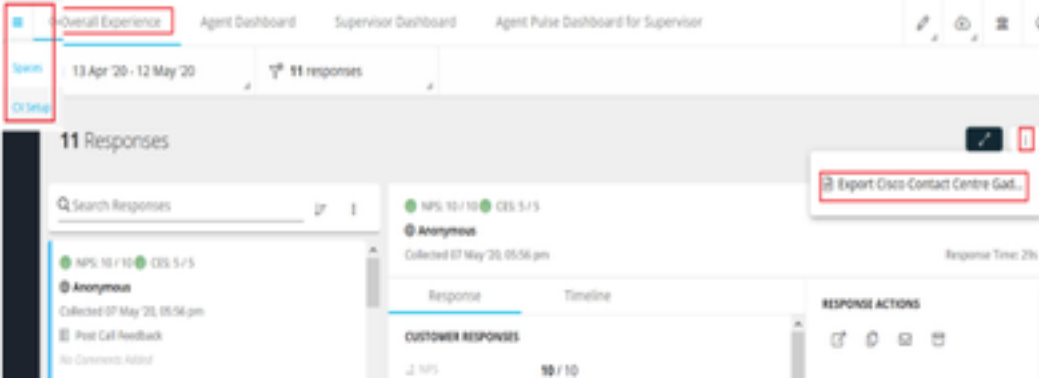 Overall Experience
Agent Dashboard
Supervisor Dashboard
Agent Pulse Dashboard for Supervisor
Spaces
CX Setup
13 Apr '20 - 12 May '20
11 responses
11 Responses
Export Cisco Contact Centre Gad...
Search Responses
NPS: 10 / 10 CES: 5 / 5
Anonymous
Collected 07 May '20, 05:56 pm
Post Call Feedback
No Comments Added
NPS: 10 / 10 CES: 5 / 5
Anonymous
Collected 07 May '20, 05:56 pm
Response Time: 29s
Response
Timeline
CUSTOMER RESPONSES
NPS
10 / 10
RESPONSE ACTIONS